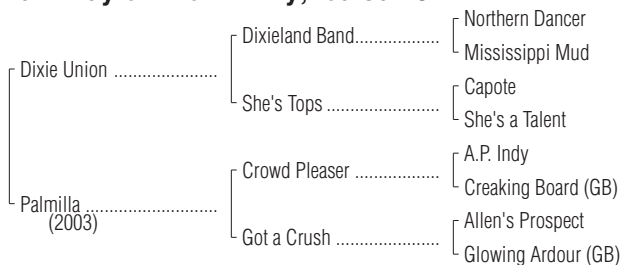 Northern Dancer
Dixieland Band...................
Mississippi Mud
Dixie Union .....................
Capote
She's Tops .......................
She's a Talent
A.P. Indy
Crowd Pleaser .................
Creaking Board (GB)
Palmilla ...........................
(2003)
Allen's Prospect
Got a Crush .....................
Glowing Ardour (GB)